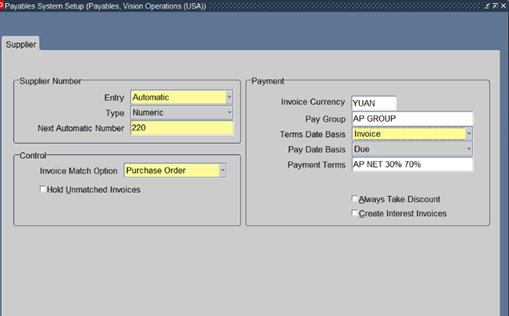 Payables System Setup (Payables, Vision Operations (USA))
Supplier
Supplier Number
Entry Automatic
Type Numeric
Next Automatic Number 220
Control
Invoice Match Option Purchase Order
Hold Unmatched Invoices
Payment
Invoice Currency YUAN
Pay Group AP GROUP
Terms Date Basis Invoice
Pay Date Basis Due
Payment Terms AP NET 30% 70%
Always Take Discount
Create Interest Invoices